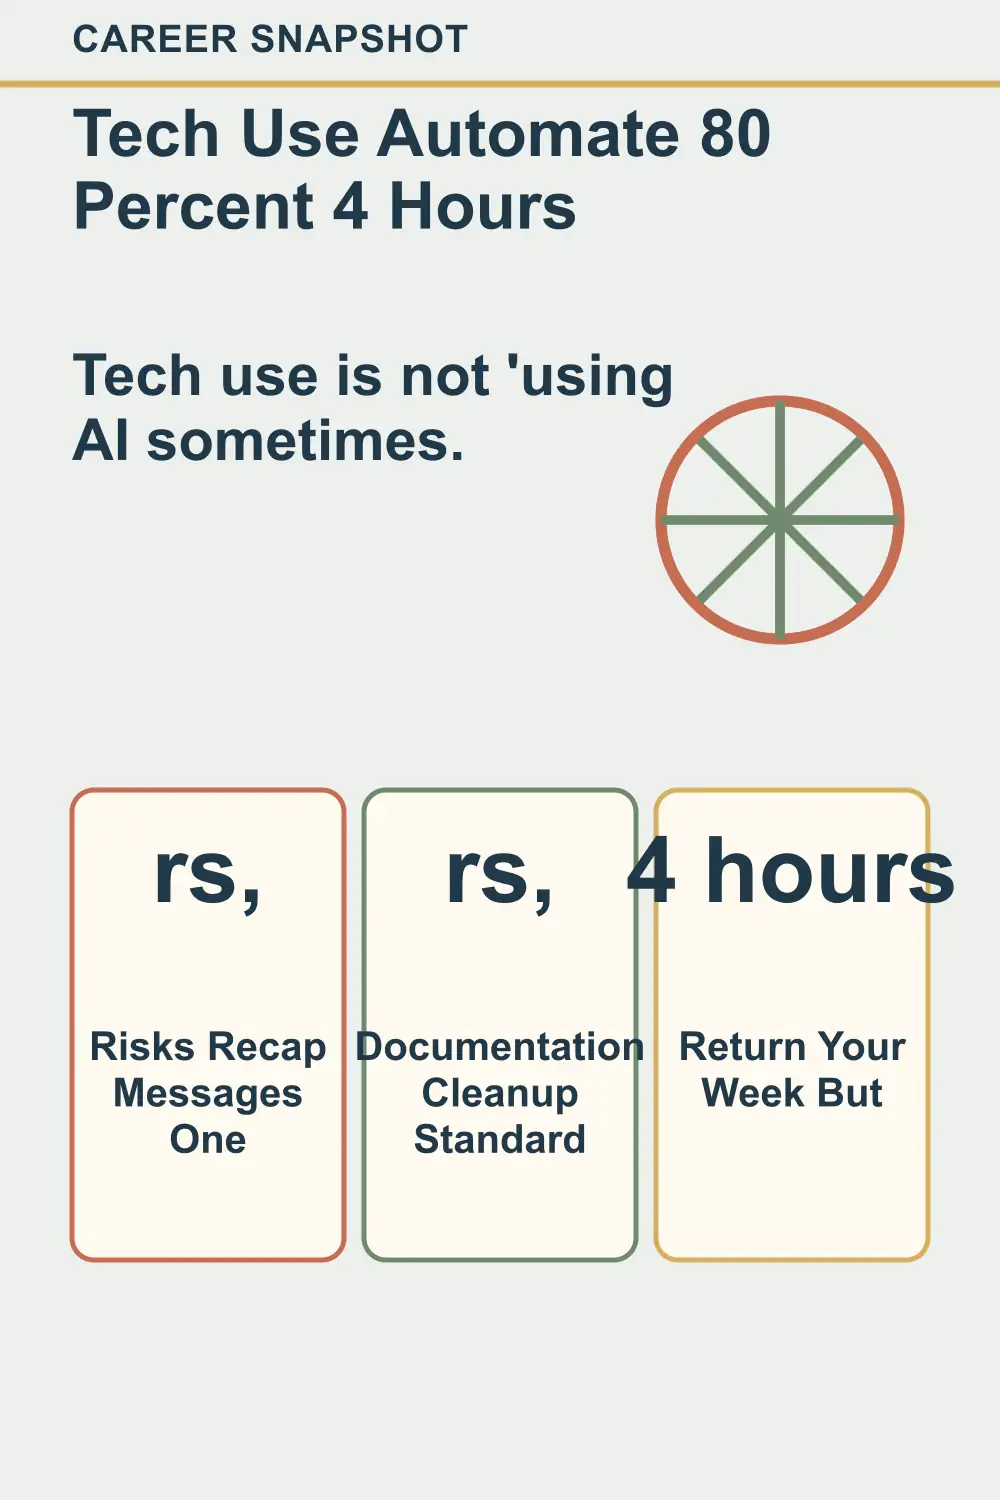 CAREER SNAPSHOT
Tech Use Automate 80
Percent 4 Hours
Tech use is not 'using
AI sometimes.
rs,
Risks Recap
Messages
One
rs,
Documentation
Cleanup
Standard
4 hours
Return Your
Week But